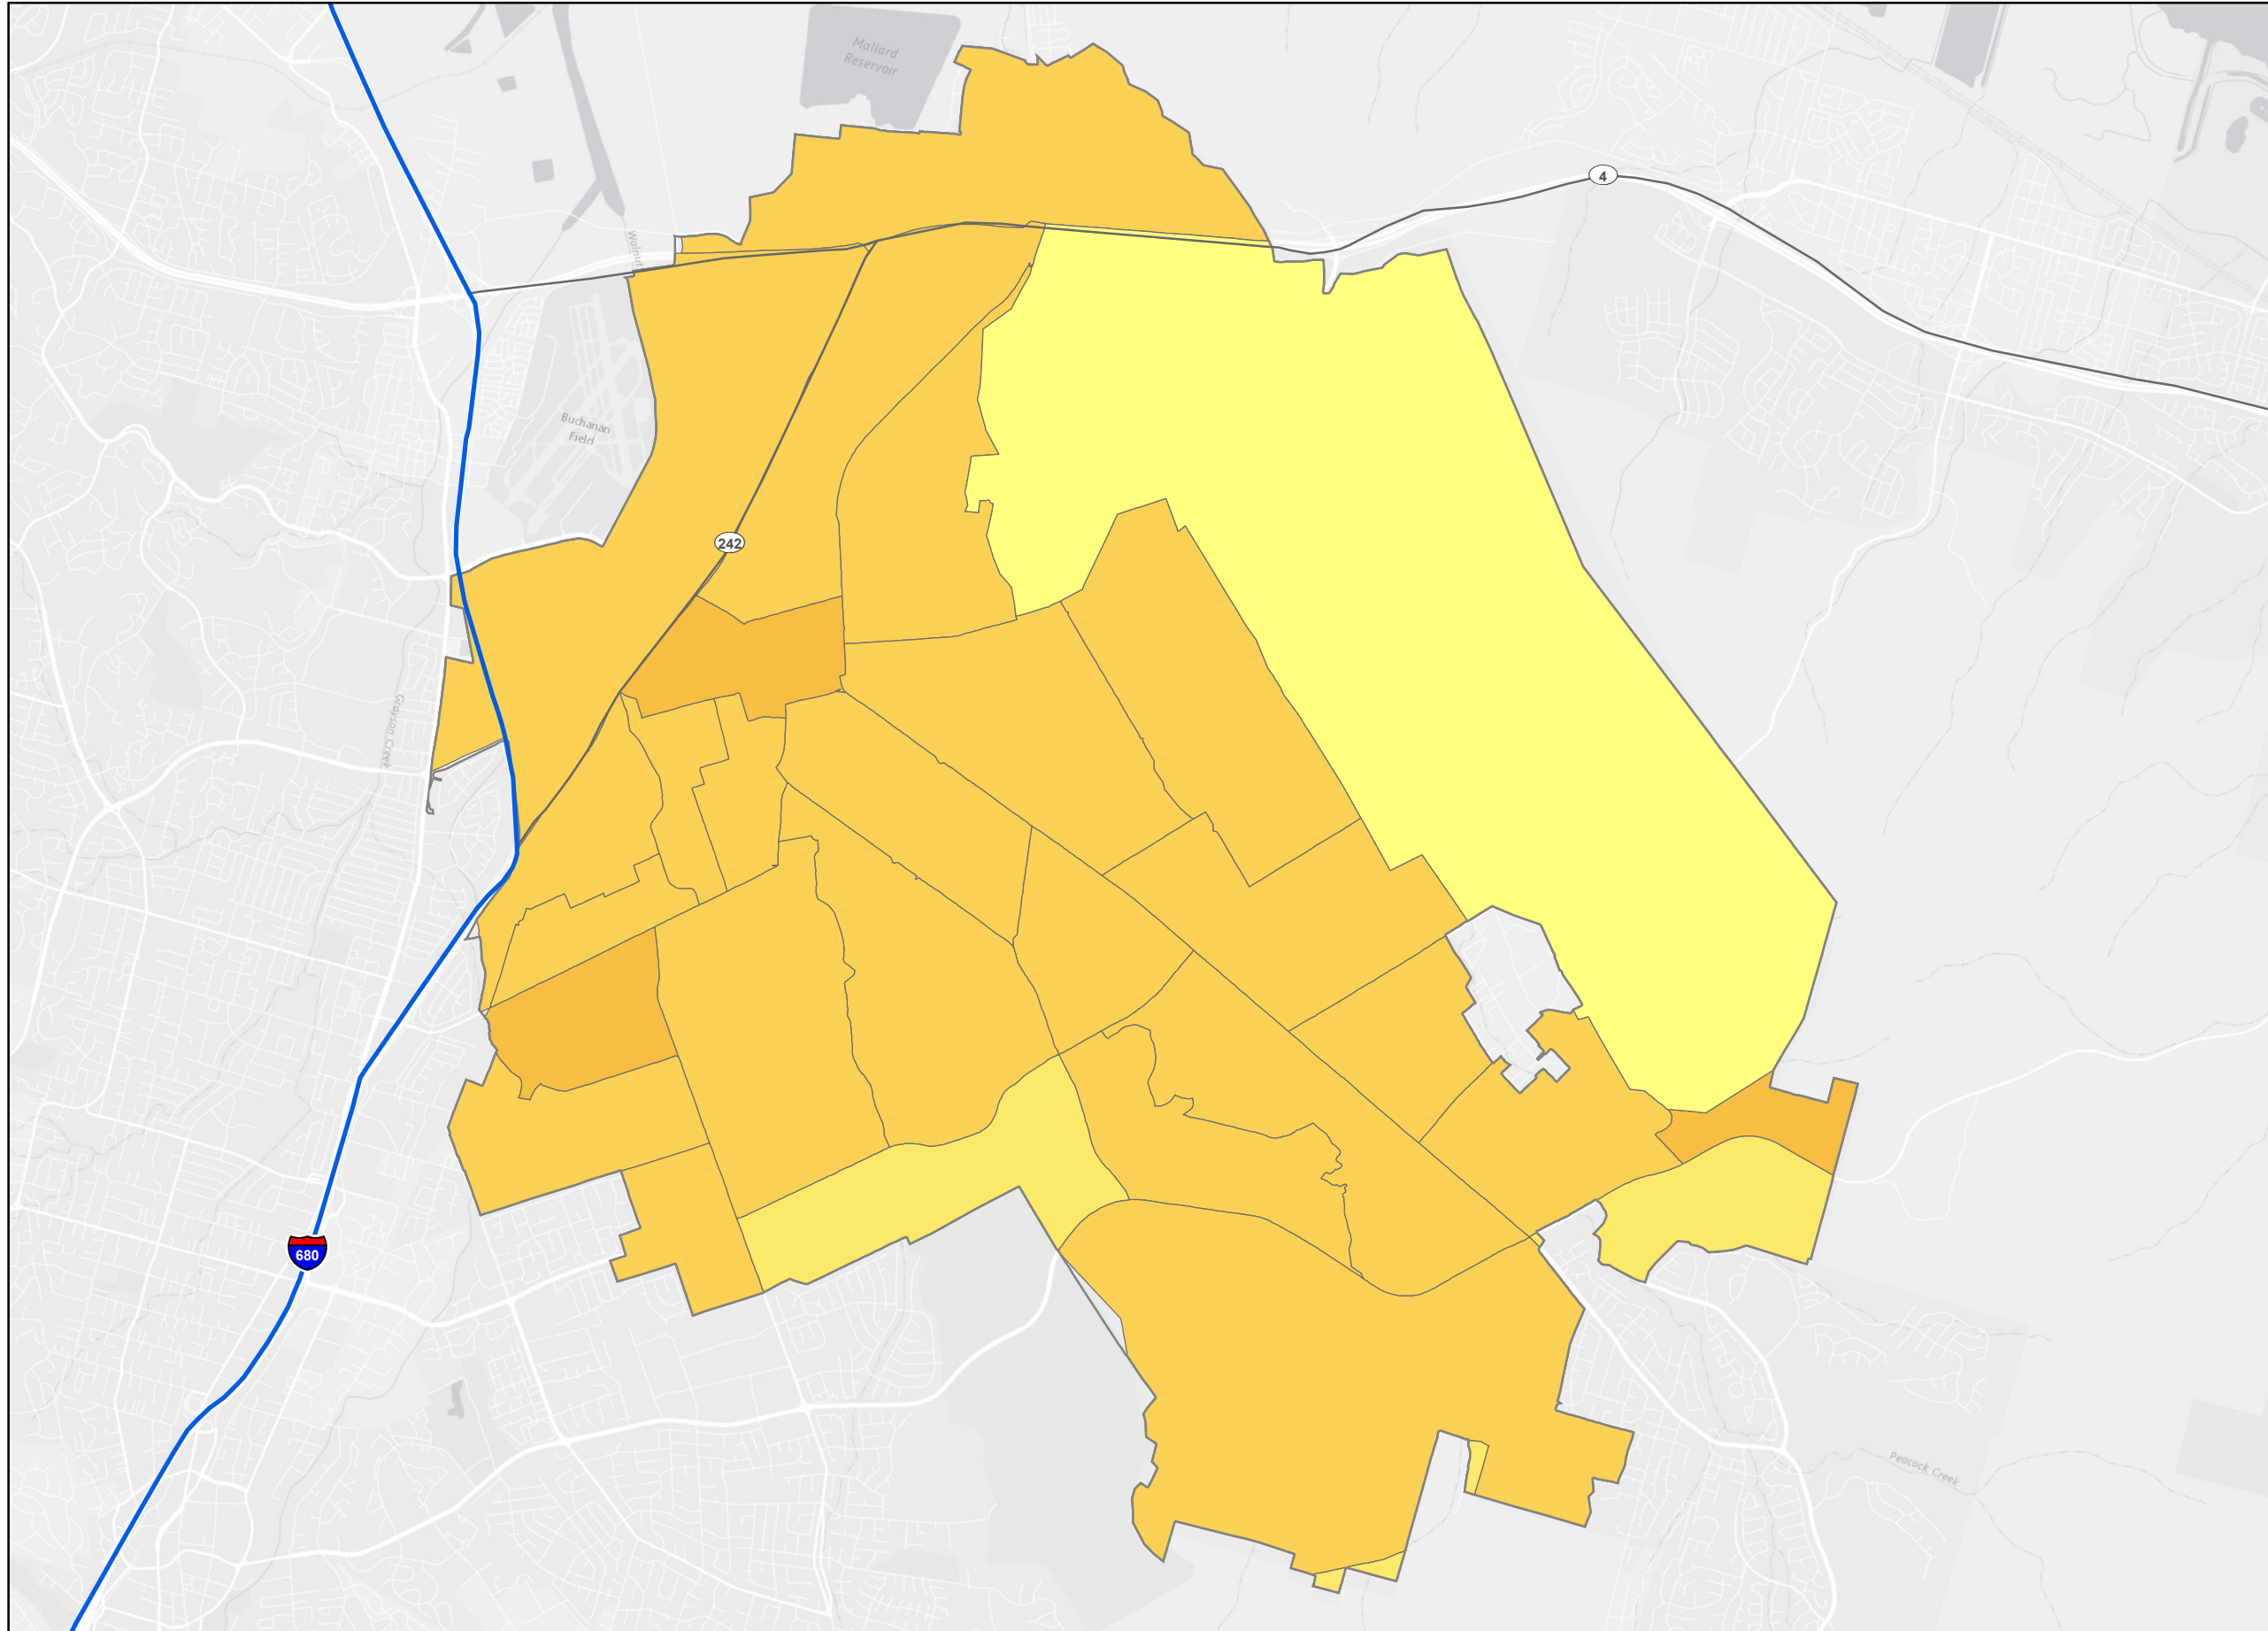 Mallard
Reservoir
4
Walnut
Buchanan
Field
242
Grayson Creek
680
Peacock Creek